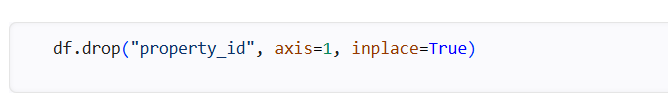 df.drop("property_id", axis=1, inplace=True)